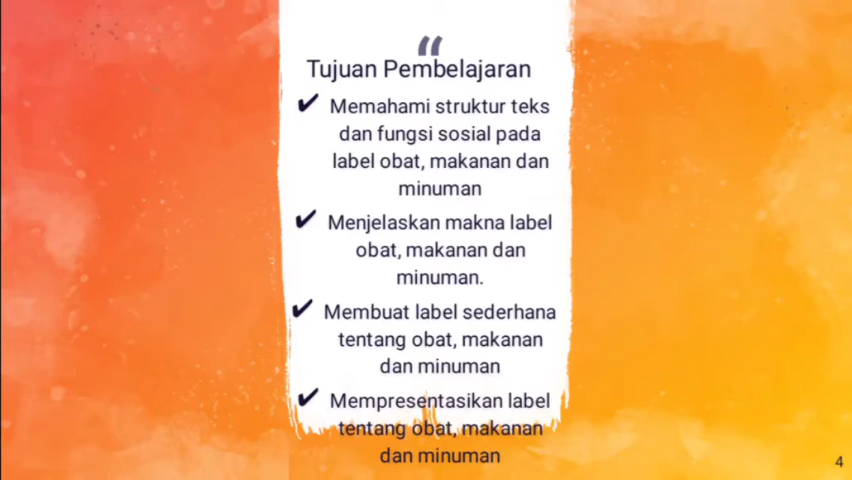 "
Tujuan Pembelajaran
✔ Memahami struktur teks
dan fungsi sosial pada
label obat, makanan dan
minuman
✔ Menjelaskan makna label
obat, makanan dan
minuman.
✔ Membuat label sederhana
tentang obat, makanan
dan minuman
✔ Mempresentasikan label
tentang obat, makanan
dan minuman
4